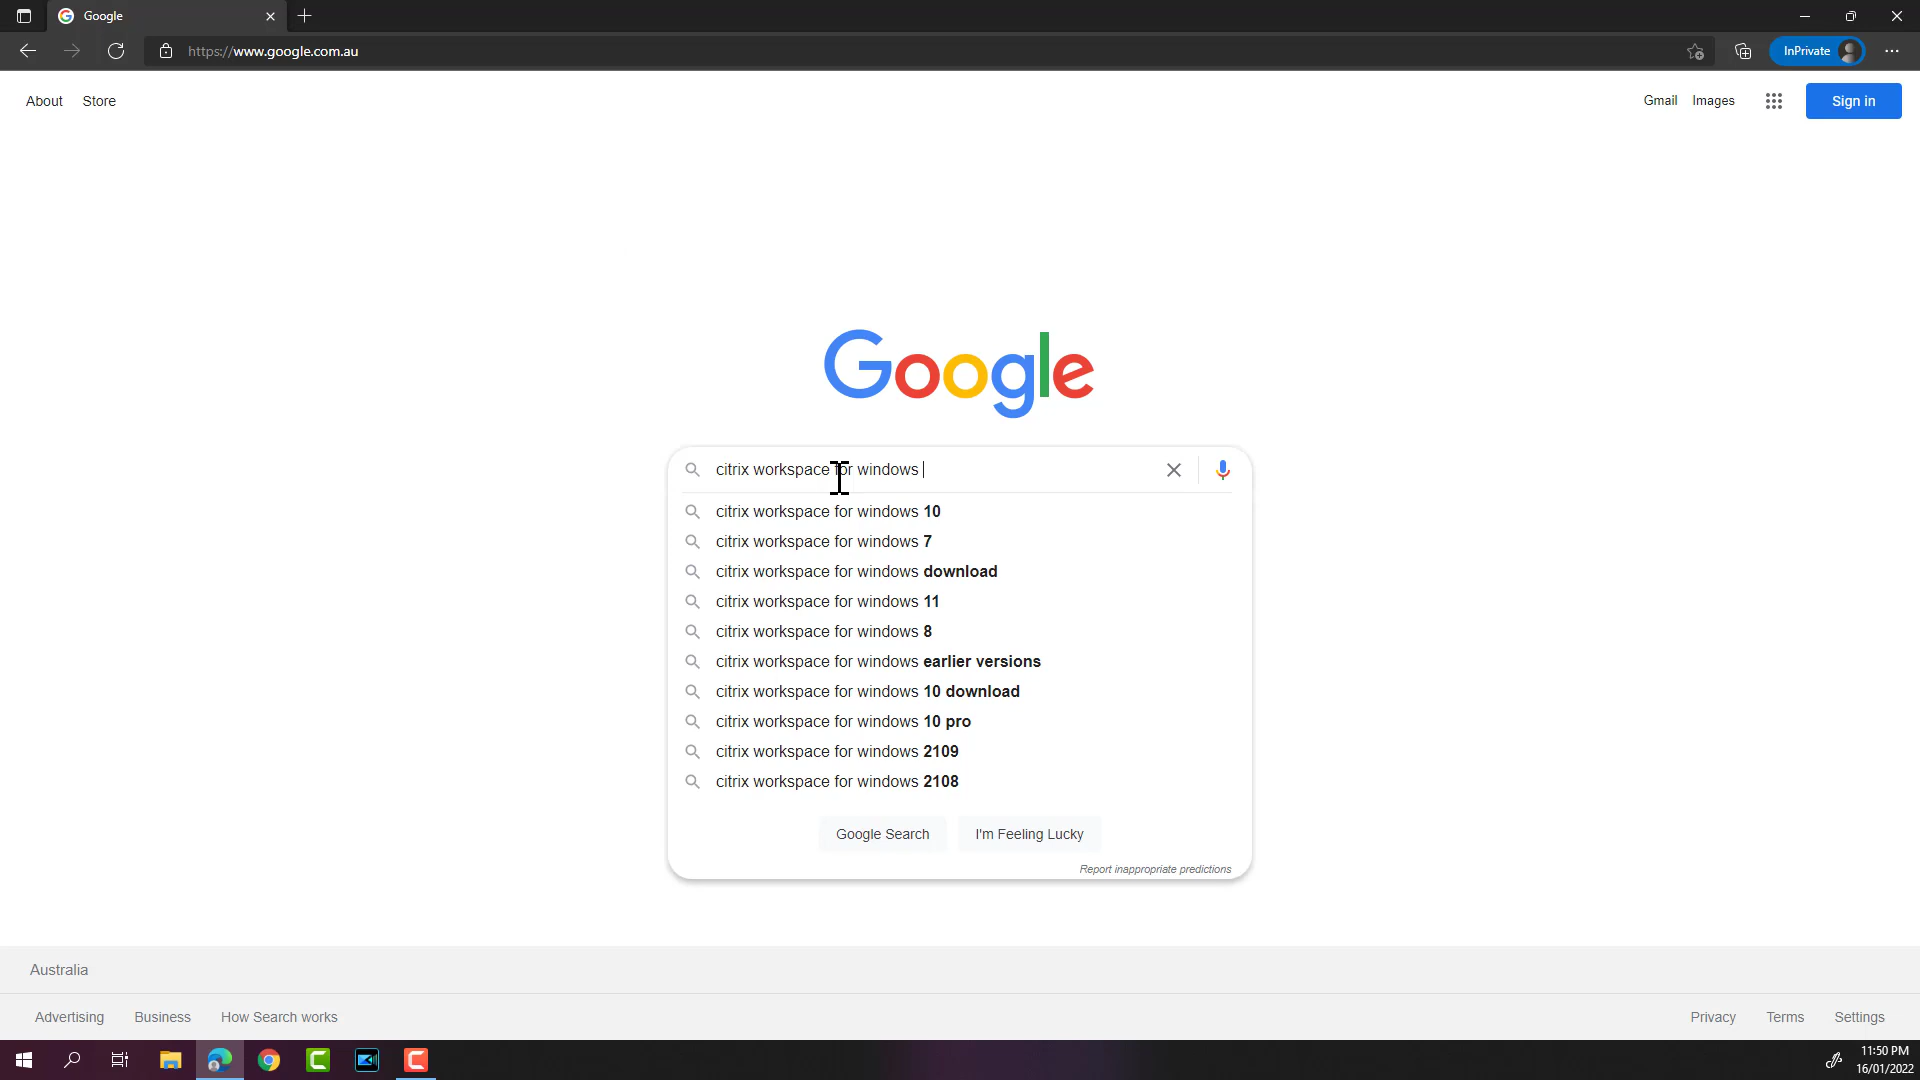 Google
https://www.google.com.au
InPrivate
About Store
Gmail Images Sign in
Google
citrix workspace for windows
citrix workspace for windows 10
citrix workspace for windows 7
citrix workspace for windows download
citrix workspace for windows 11
citrix workspace for windows 8
citrix workspace for windows earlier versions
citrix workspace for windows 10 download
citrix workspace for windows 10 pro
citrix workspace for windows 2109
citrix workspace for windows 2108
Google Search I'm Feeling Lucky
Report inappropriate predictions
Australia
Advertising Business How Search works
Privacy Terms Settings
11:50 PM
16/01/2022